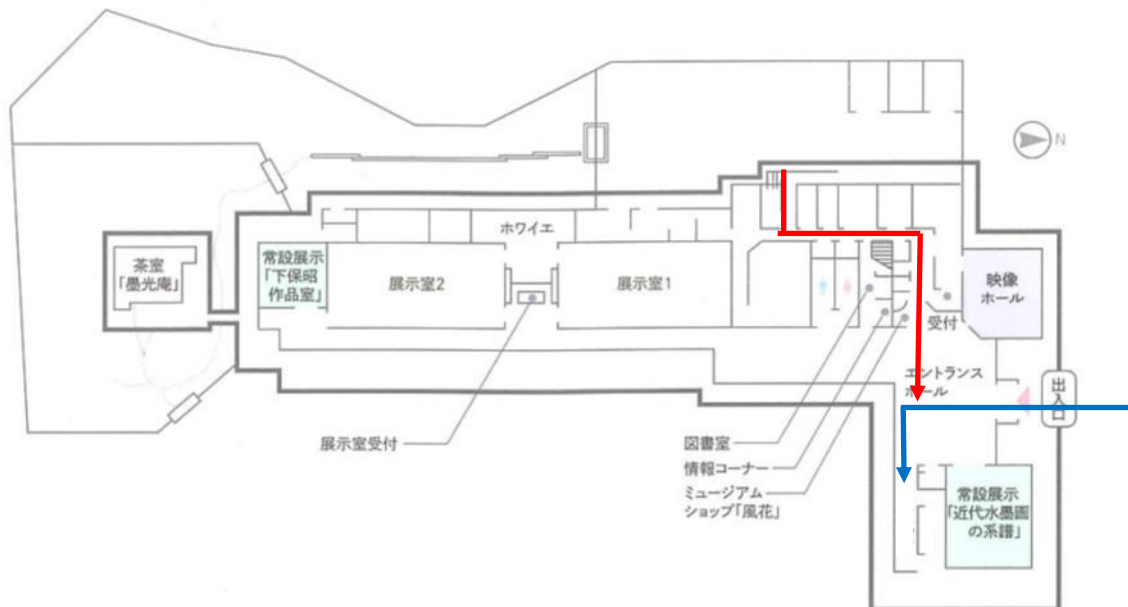 N
ホワイエ
茶室
「墨光庵」
常設展示
「下保昭
作品室」
展示室2
展示室1
映像
ホール
受付
エントランス
ホール
出入口
展示室受付
図書室
情報コーナー
ミュージアム
ショップ「風花」
常設展示
「近代水墨画
の系譜」